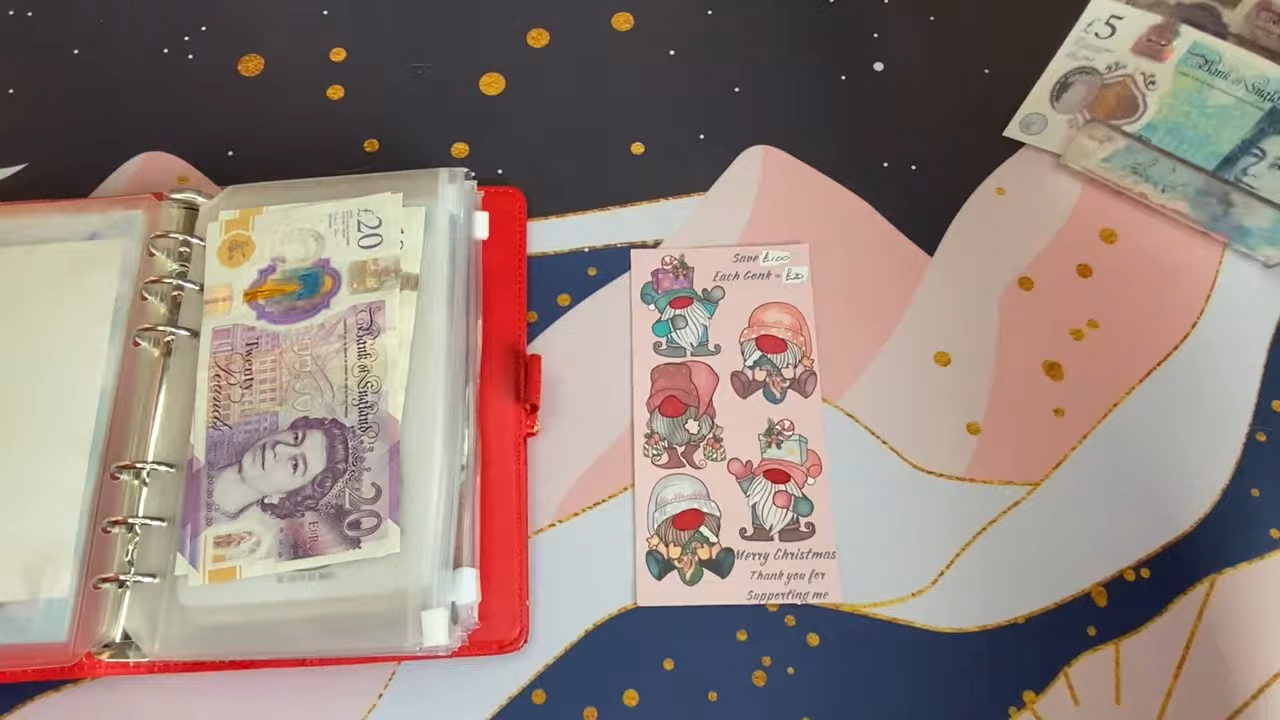 £5
Bank of England
£20
Bank of England
Twenty
Pounds
20
Save £100
Each Gonk = £20
Merry Christmas
Thank you for
Supporting me